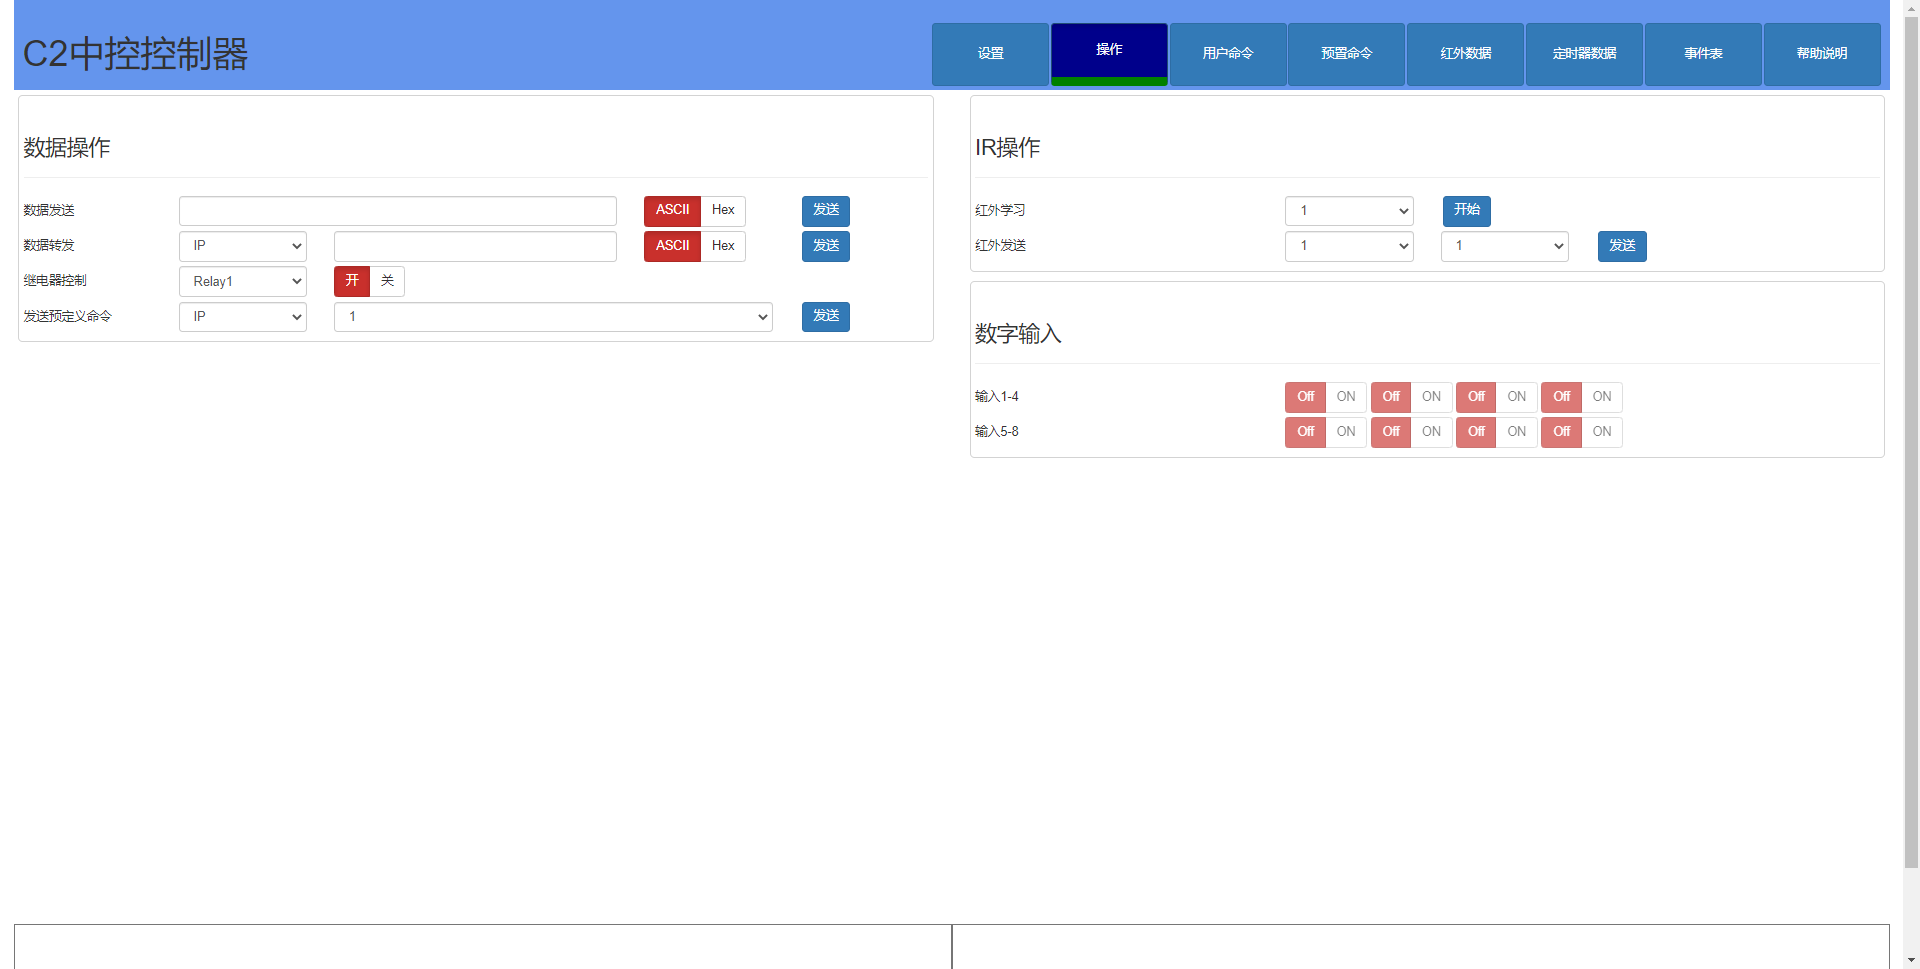 C2中控控制器
设置 操作 用户命令 预置命令 红外数据 定时器数据 事件表 帮助说明
数据操作
数据发送 ASCII Hex 发送
数据转发 IP ASCII Hex 发送
继电器控制 Relay1 开 关
发送预定义命令 IP 1 发送
IR操作
红外学习 1 开始
红外发送 1 1 发送
数字输入
输入1-4 Off ON Off ON Off ON Off ON
输入5-8 Off ON Off ON Off ON Off ON